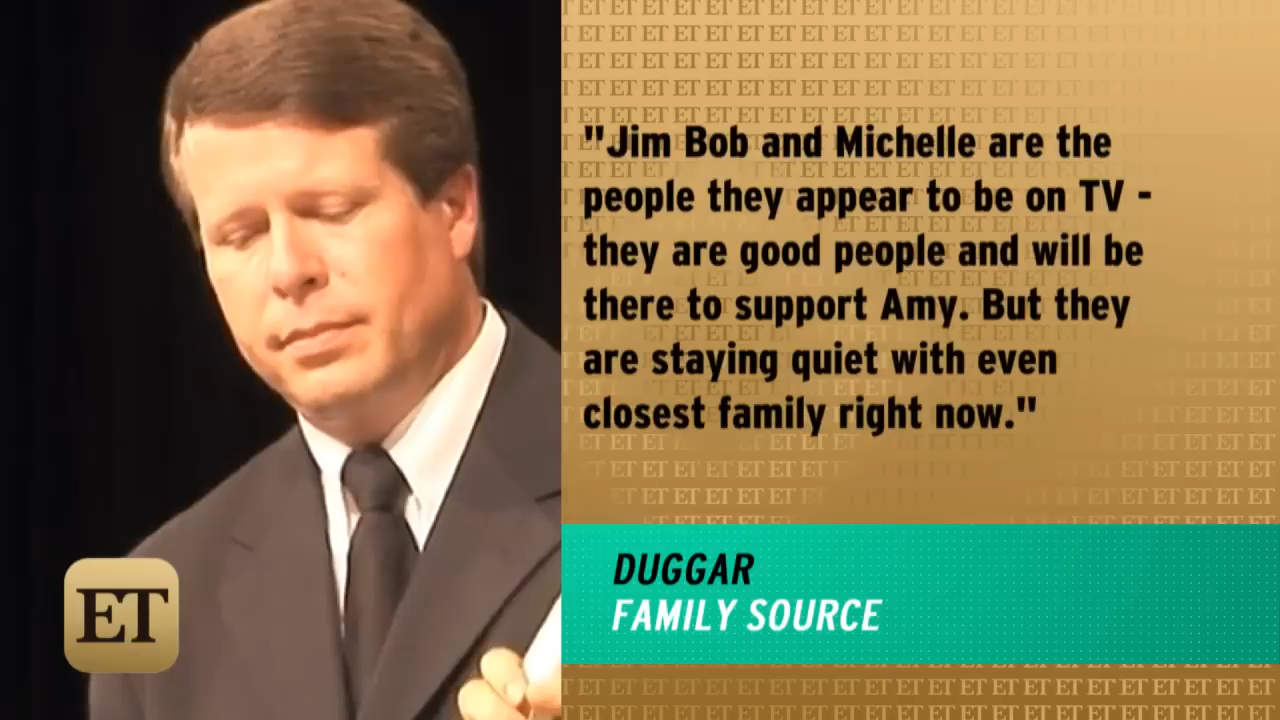 "Jim Bob and Michelle are the
people they appear to be on TV -
they are good people and will be
there to support Amy. But they
are staying quiet with even
closest family right now."
DUGGAR
FAMILY SOURCE
ET